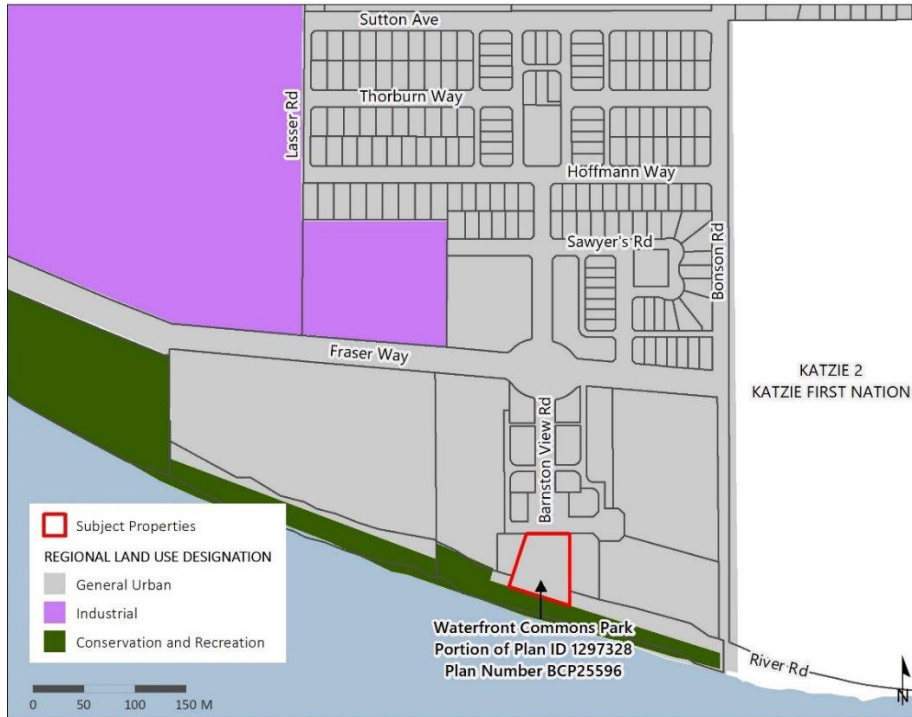 Sutton Ave
Thorburn Way
Lasser Rd
Hoffmann Way
Sawyer's Rd
Bonson Rd
Fraser Way
KATZIE 2
KATZIE FIRST NATION
Barnston View Rd
Subject Properties
REGIONAL LAND USE DESIGNATION
General Urban
Industrial
Conservation and Recreation
Waterfront Commons Park
Portion of Plan ID 1297328
Plan Number BCP25596
River Rd
0 50 100 150 M
N